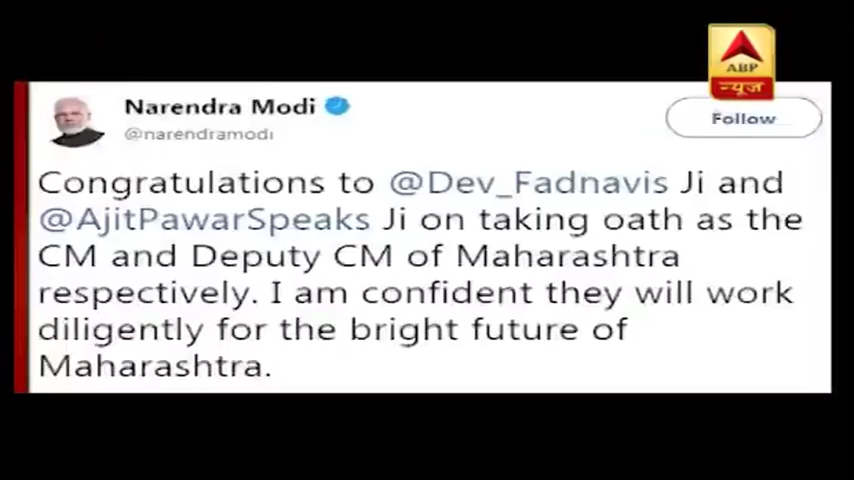 ABP
न्यूज़
Narendra Modi
@narendramodi
Follow
Congratulations to @Dev_Fadnavis Ji and
@AjitPawarSpeaks Ji on taking oath as the
CM and Deputy CM of Maharashtra
respectively. I am confident they will work
diligently for the bright future of
Maharashtra.